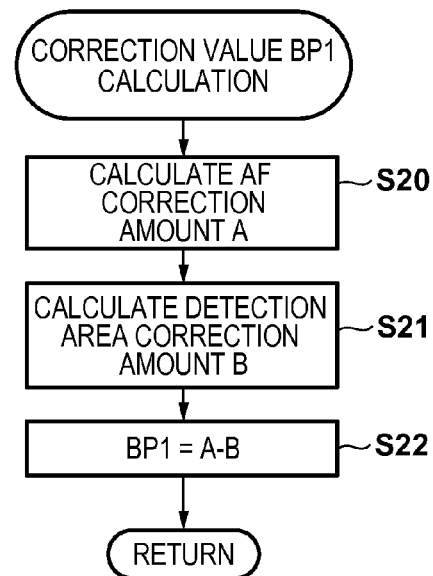 CORRECTION VALUE BP1
CALCULATION
CALCULATE AF
CORRECTION
AMOUNT A
S20
CALCULATE DETECTION
AREA CORRECTION
AMOUNT B
S21
BP1 = A-B
S22
RETURN